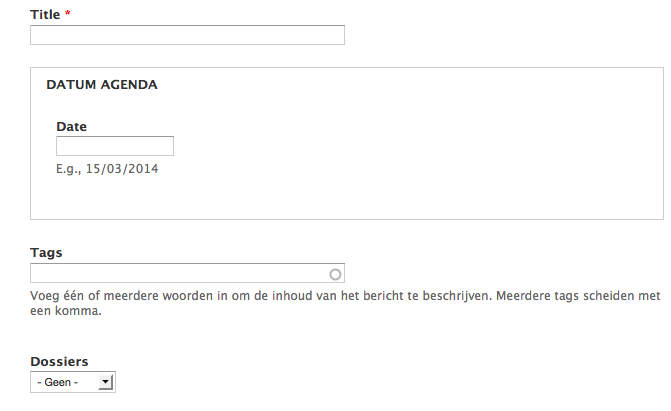 Title *
DATUM AGENDA
Date
E.g., 15/03/2014
Tags
Voeg één of meerdere woorden in om de inhoud van het bericht te beschrijven. Meerdere tags scheiden met
een komma.
Dossiers
- Geen -